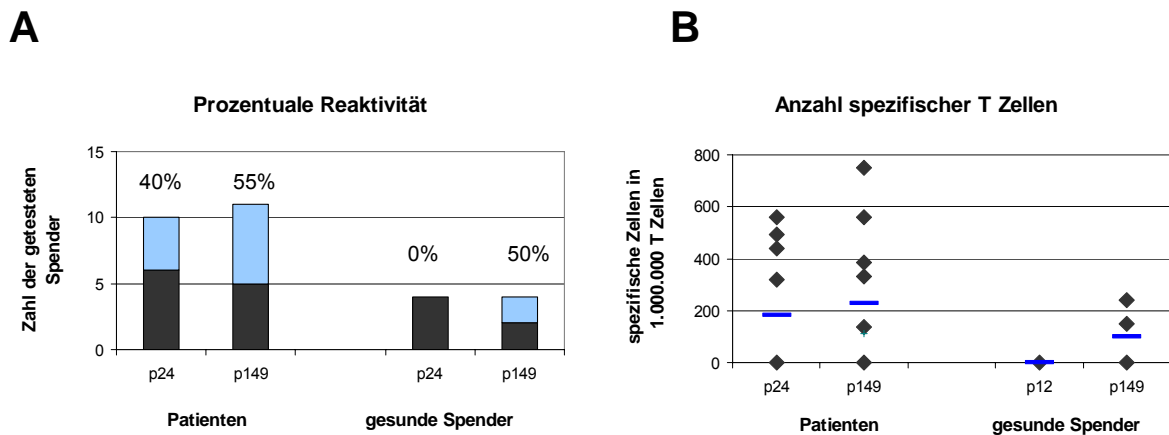 A
Prozentuale Reaktivität
Zahl der getesteten
Spender
15
10
5
0
40%
55%
0%
50%
p24
p149
p24
p149
Patienten
gesunde Spender
B
Anzahl spezifischer T Zellen
spezifische Zellen in
1.000.000 T Zellen
800
600
400
200
0
p24
p149
p12
p149
Patienten
gesunde Spender